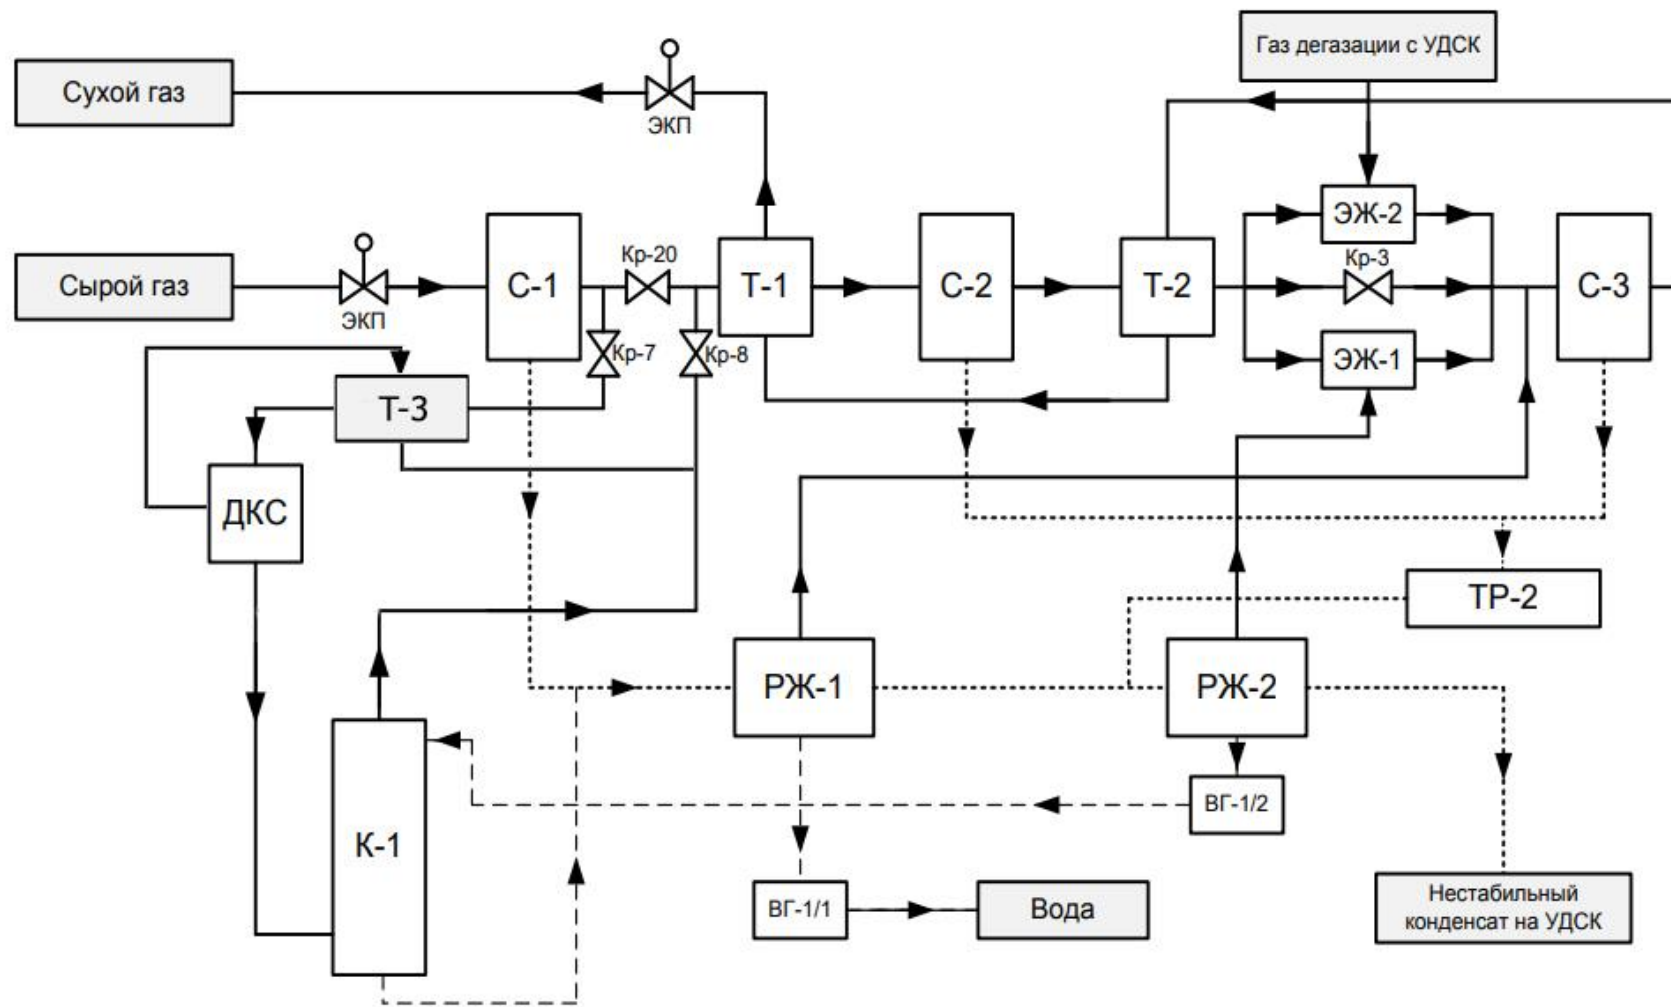 Газ дегазации с УДСК
Сухой газ
ЭКП
ЭЖ-2
Сырой газ
ЭКП
С-1
Кр-20
Т-1
С-2
Т-2
Кр-3
С-3
Кр-7
Кр-8
ЭЖ-1
Т-3
ДКС
ТР-2
РЖ-1
РЖ-2
ВГ-1/2
К-1
ВГ-1/1
Вода
Нестабильный
конденсат на УДСК